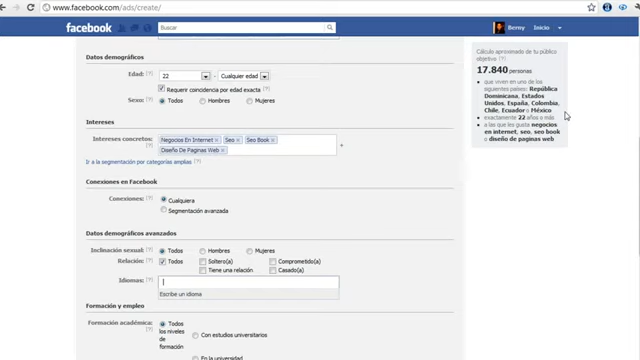 www.facebook.com/ads/create/
facebook
Buscar
Berny
Inicio
Datos demográficos
Edad: [?] 22 - Cualquier edad
Requerir coincidencia por edad exacta
Sexo: [?] Todos Hombres Mujeres
Intereses
Intereses concretos: [?] Negocios En Internet × Seo × Seo Book ×
Diseño De Paginas Web ×
+
Ir a la segmentación por categorías amplias [?]
Conexiones en Facebook
Conexiones: [?] Cualquiera
Segmentación avanzada
Datos demográficos avanzados
Inclinación sexual: [?] Todos Hombres Mujeres
Relación: [?] Todos Soltero(a) Comprometido(a)
Tiene una relación Casado(a)
Idiomas: [?]
Escribe un idioma
Formación y empleo
Formación académica: [?] Todos
los niveles
de
formación
Con estudios universitarios
En la universidad
Cálculo aproximado de tu público
objetivo [?]
17.840 personas
que viven en uno de los
siguientes países: República
Dominicana, Estados
Unidos, España, Colombia,
Chile, Ecuador o México
exactamente 22 años o más
a las que les gusta negocios
en internet, seo, seo book
o diseño de paginas web